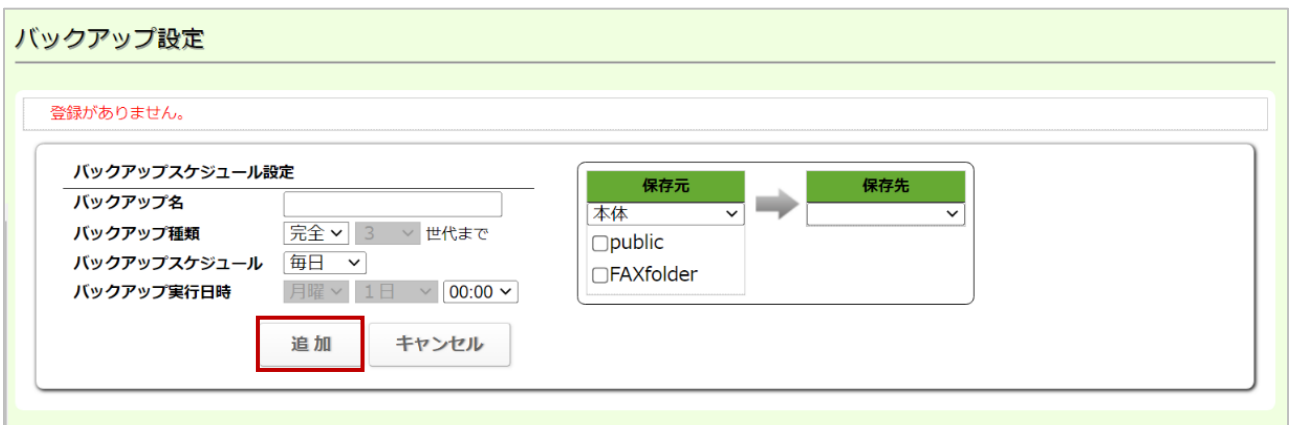 バックアップ設定
登録がありません。
バックアップスケジュール設定
バックアップ名
バックアップ種類 完全 3 世代まで
バックアップスケジュール 毎日
バックアップ実行日時 月曜 1日 00:00
追加 キャンセル
保存元 保存先
本体
public
FAXfolder